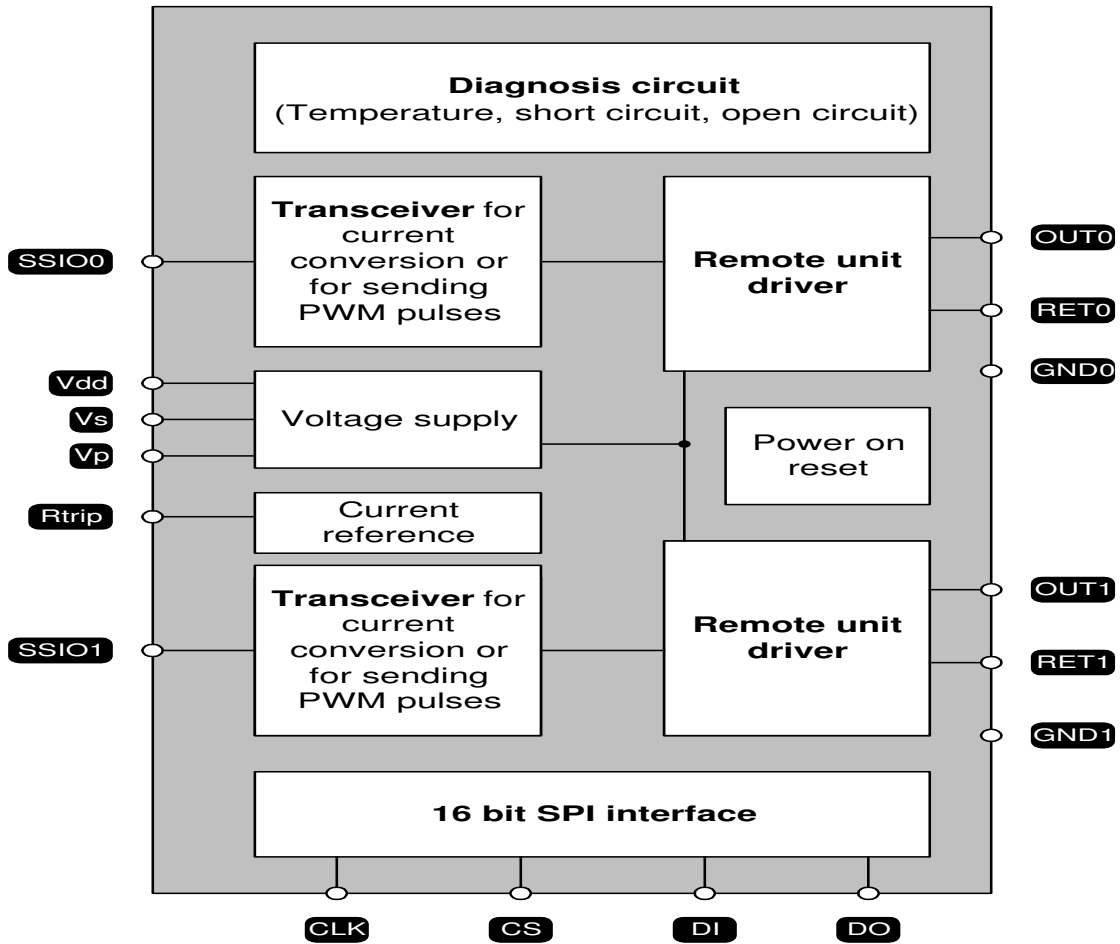 Diagnosis circuit
(Temperature, short circuit, open circuit)
Transceiver for
current
conversion or
for sending
PWM pulses
Remote unit
driver
SSIO0
OUT0
RET0
GND0
Vdd
Vs
Vp
Voltage supply
Power on
reset
Rtrip
Current
reference
Transceiver for
current
conversion or
for sending
PWM pulses
Remote unit
driver
SSIO1
OUT1
RET1
GND1
16 bit SPI interface
CLK
CS
DI
DO